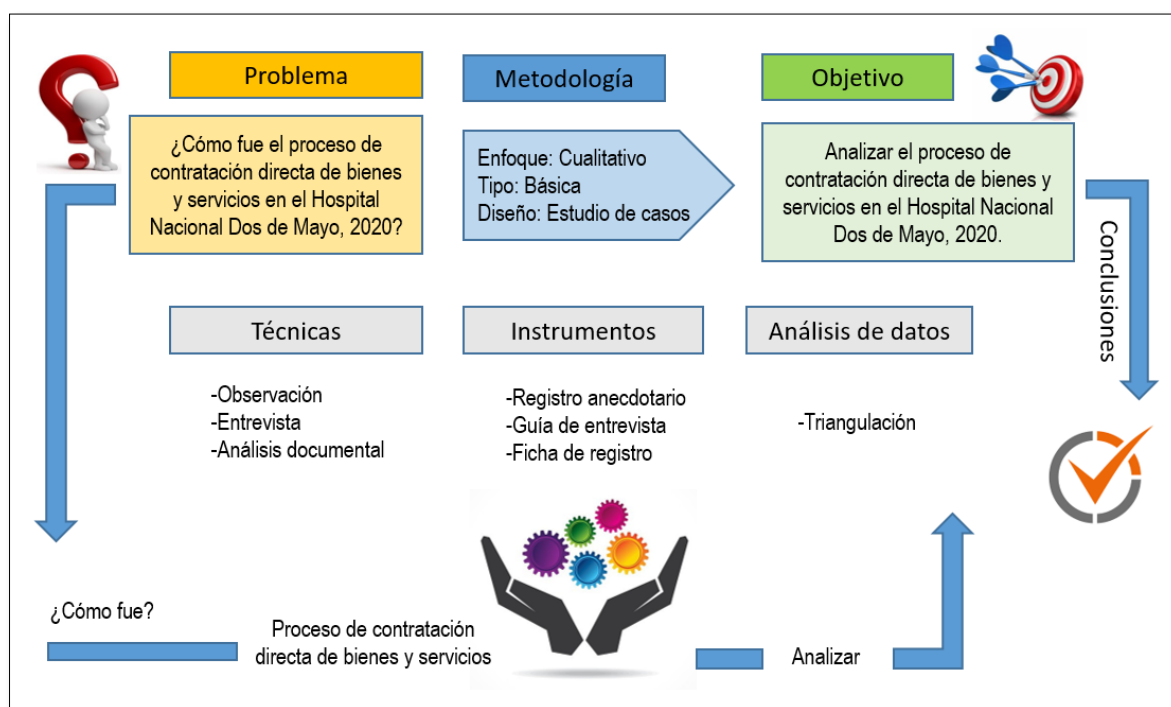 Problema
Metodología
Objetivo
¿Cómo fue el proceso de
contratación directa de bienes
y servicios en el Hospital
Nacional Dos de Mayo, 2020?
Enfoque: Cualitativo
Tipo: Básica
Diseño: Estudio de casos
Analizar el proceso de
contratación directa de bienes y
servicios en el Hospital Nacional
Dos de Mayo, 2020.
Conclusiones
Técnicas
Instrumentos
Análisis de datos
-Observación
-Entrevista
-Análisis documental
-Registro anecdotario
-Guía de entrevista
-Ficha de registro
-Triangulación
¿Cómo fue?
Proceso de contratación
directa de bienes y servicios
Analizar